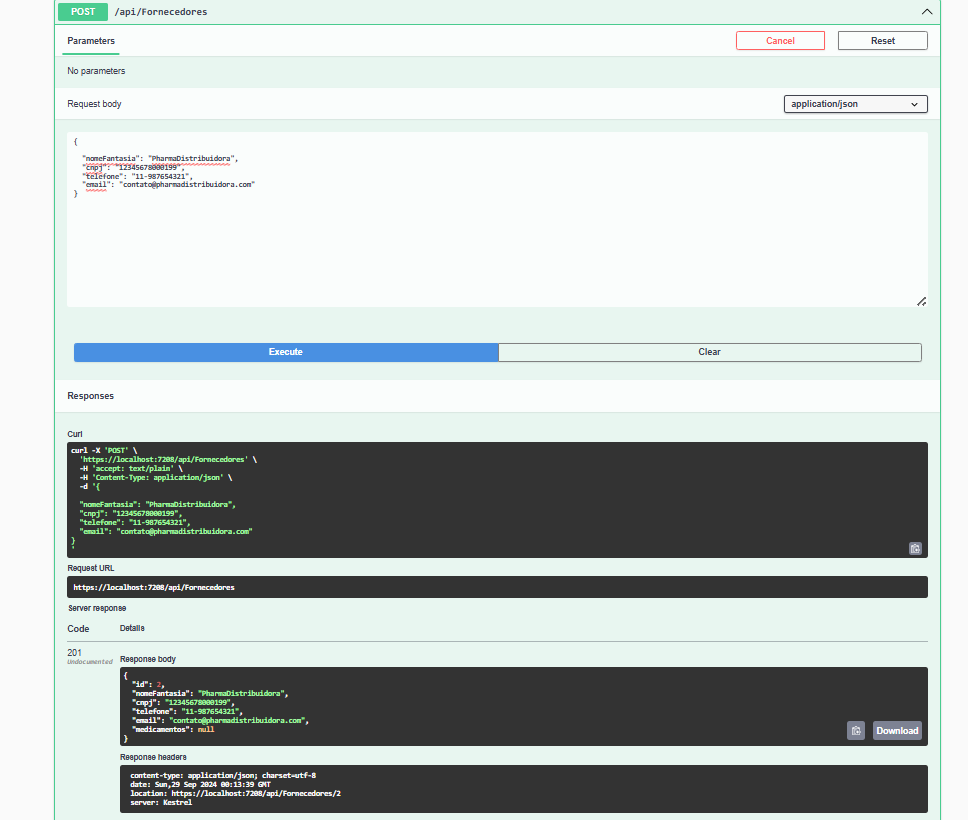 POST /api/Fornecedores
Parameters Cancel Reset
No parameters
Request body application/json
{
"nomeFantasia": "PharmaDistribuidora",
"cnpj": "12345678000199",
"telefone": "11-987654321",
"email": "contato@pharmadistribuidora.com"
}
Execute Clear
Responses
Curl
curl -X 'POST' \
'https://localhost:7208/api/Fornecedores' \
-H 'accept: text/plain' \
-H 'Content-Type: application/json' \
-d '{
"nomeFantasia": "PharmaDistribuidora",
"cnpj": "12345678000199",
"telefone": "11-987654321",
"email": "contato@pharmadistribuidora.com"
}
'
Request URL
https://localhost:7208/api/Fornecedores
Server response
Code Details
201
Undocumented
Response body
{
"id": 2,
"nomeFantasia": "PharmaDistribuidora",
"cnpj": "12345678000199",
"telefone": "11-987654321",
"email": "contato@pharmadistribuidora.com",
"medicamentos": null
}
Download
Response headers
content-type: application/json; charset=utf-8
date: Sun,29 Sep 2024 00:13:39 GMT
location: https://localhost:7208/api/Fornecedores/2
server: Kestrel